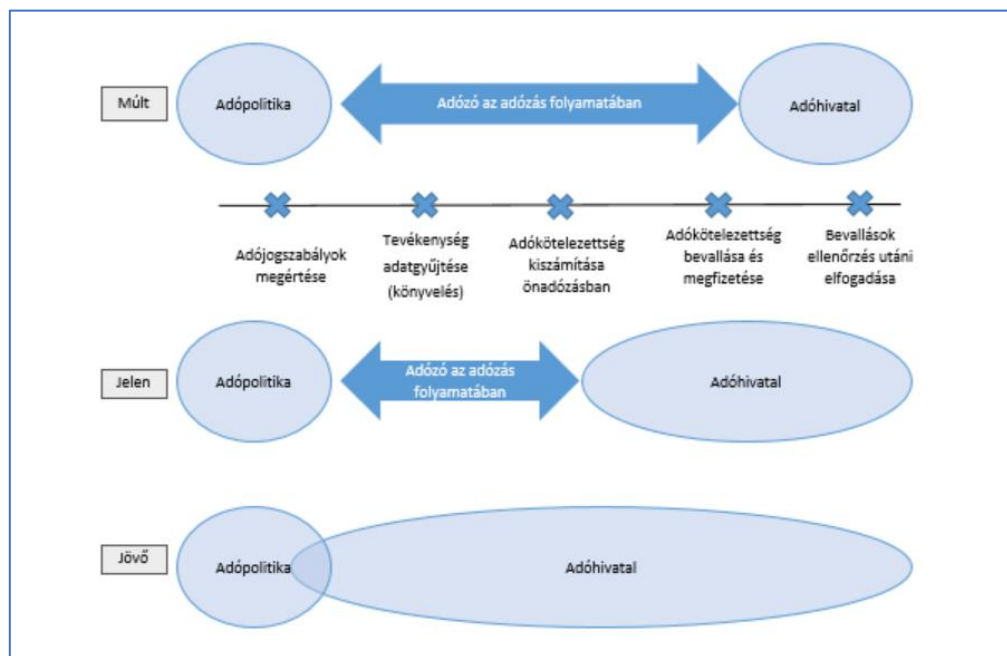 Múlt
Adópolitika
Adózó az adózás folyamatában
Adóhivatal
Adójogszabályok
megértése
Tevékenység
adatgyűjtése
(könyvelés)
Adókötelezettség
kiszámítása
önadózásban
Adókötelezettség
bevallása és
megfizetése
Bevallások
ellenőrzés utáni
elfogadása
Jelen
Adópolitika
Adózó az adózás
folyamatában
Adóhivatal
Jövő
Adópolitika
Adóhivatal